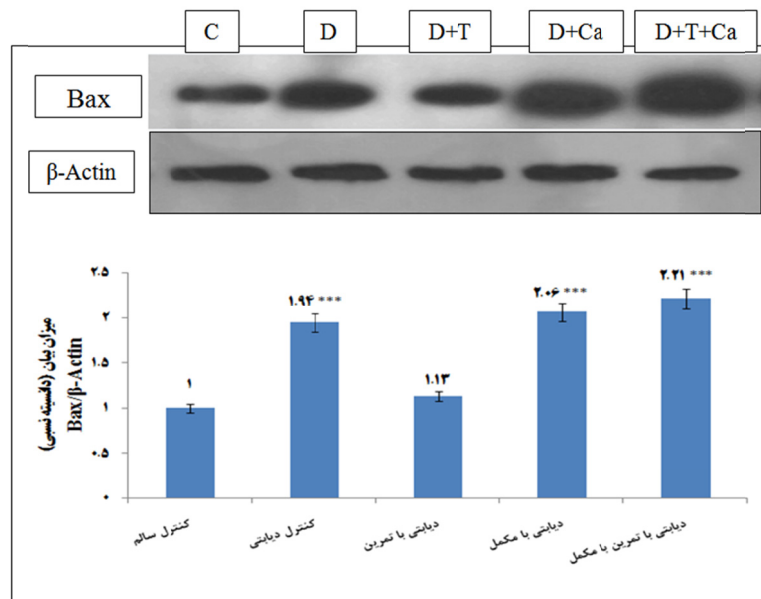 C
D
D+T
D+Ca
D+T+Ca
Bax
β-Actin
میزان بیان (دانسیته نسبی)
Bax/β-Actin
۲.۵
۲
۱.۵
۱
۰.۵
۰
۱
۱.۹۴ ***
۱.۱۳
۲.۰۶ ***
۲.۲۱ ***
کنترل سالم
کنترل دیابتی
دیابتی با تمرین
دیابتی با مکمل
دیابتی با تمرین با مکمل